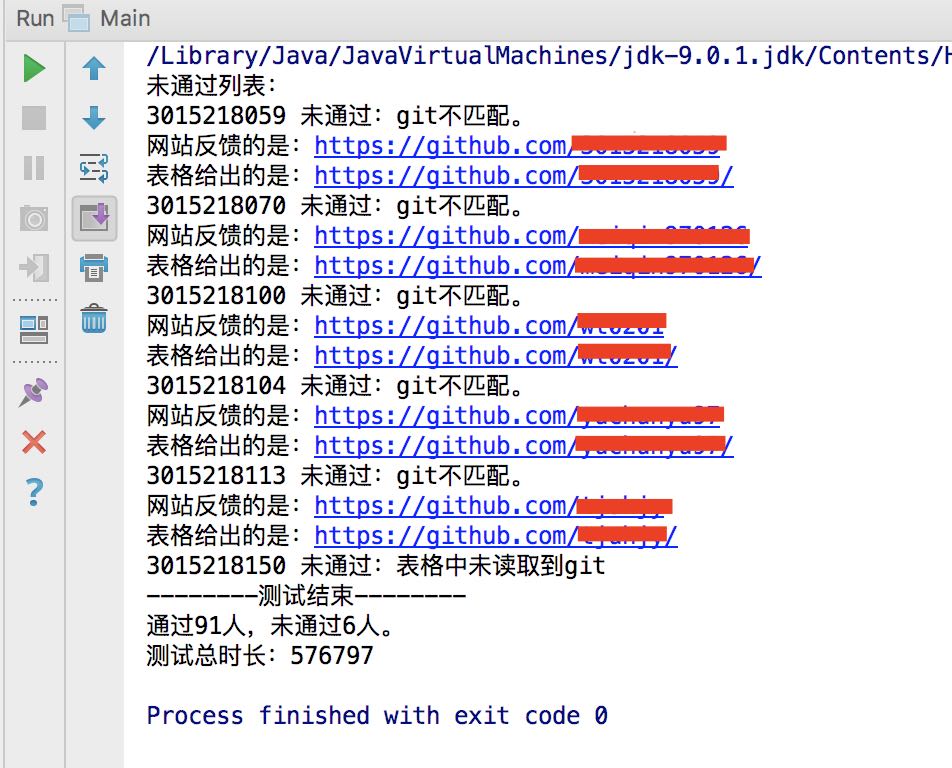 Run Main
/Library/Java/JavaVirtualMachines/jdk-9.0.1.jdk/Contents/H
未通过列表：
3015218059 未通过：git不匹配。
网站反馈的是：https://github.com/
表格给出的是：https://github.com/
3015218070 未通过：git不匹配。
网站反馈的是：https://github.com/
表格给出的是：https://github.com/
3015218100 未通过：git不匹配。
网站反馈的是：https://github.com/
表格给出的是：https://github.com/
3015218104 未通过：git不匹配。
网站反馈的是：https://github.com/
表格给出的是：https://github.com/
3015218113 未通过：git不匹配。
网站反馈的是：https://github.com/
表格给出的是：https://github.com/
3015218150 未通过：表格中未读取到git
--------测试结束--------
通过91人，未通过6人。
测试总时长：576797
Process finished with exit code 0